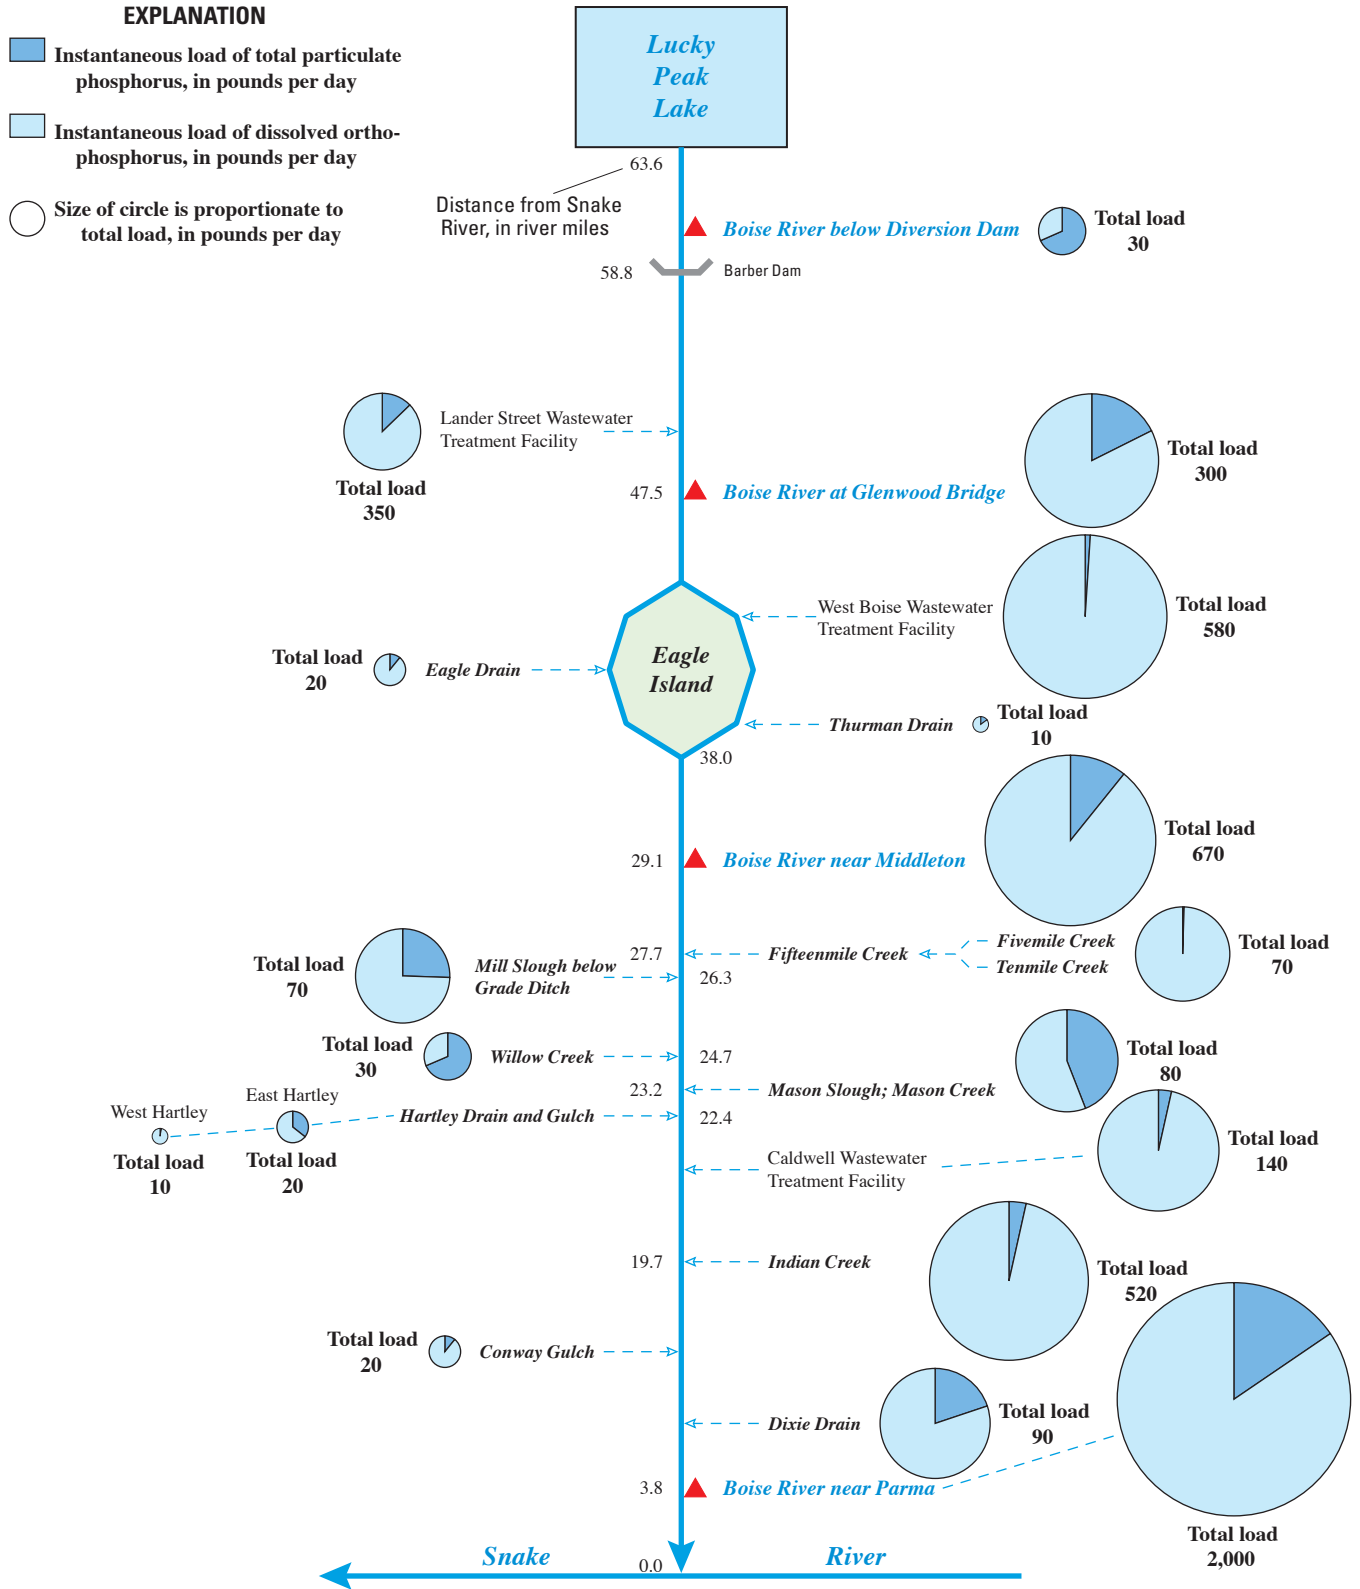 EXPLANATION
Instantaneous load of total particulate
phosphorus, in pounds per day
Instantaneous load of dissolved ortho-
phosphorus, in pounds per day
Size of circle is proportionate to
total load, in pounds per day
Lucky
Peak
Lake
63.6
Distance from Snake
River, in river miles
Boise River below Diversion Dam
Total load
30
58.8
Barber Dam
Lander Street Wastewater
Treatment Facility
Total load
350
47.5
Boise River at Glenwood Bridge
Total load
300
West Boise Wastewater
Treatment Facility
Total load
580
Total load
20
Eagle Drain
Eagle
Island
Thurman Drain
Total load
10
38.0
29.1
Boise River near Middleton
Total load
670
27.7
Fifteenmile Creek
Fivemile Creek
Tenmile Creek
Total load
70
Total load
70
Mill Slough below
Grade Ditch
26.3
Total load
30
Willow Creek
24.7
23.2
Mason Slough; Mason Creek
Total load
80
West Hartley
Total load
10
East Hartley
Total load
20
Hartley Drain and Gulch
22.4
Caldwell Wastewater
Treatment Facility
Total load
140
19.7
Indian Creek
Total load
520
Total load
20
Conway Gulch
Dixie Drain
Total load
90
3.8
Boise River near Parma
Total load
2,000
Snake
River
0.0